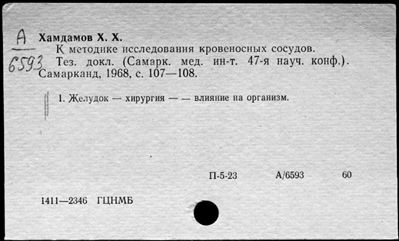 А
6593
Хамдамов Х. Х.
К методике исследования кровеносных сосудов.
Тез. докл. (Самарк. мед. ин-т. 47-я науч. конф.).
Самарканд, 1968, с. 107—108.
1. Желудок — хирургия — — влияние на организм.
П-5-23 А/6593 60
1411—2346 ГЦНМБ